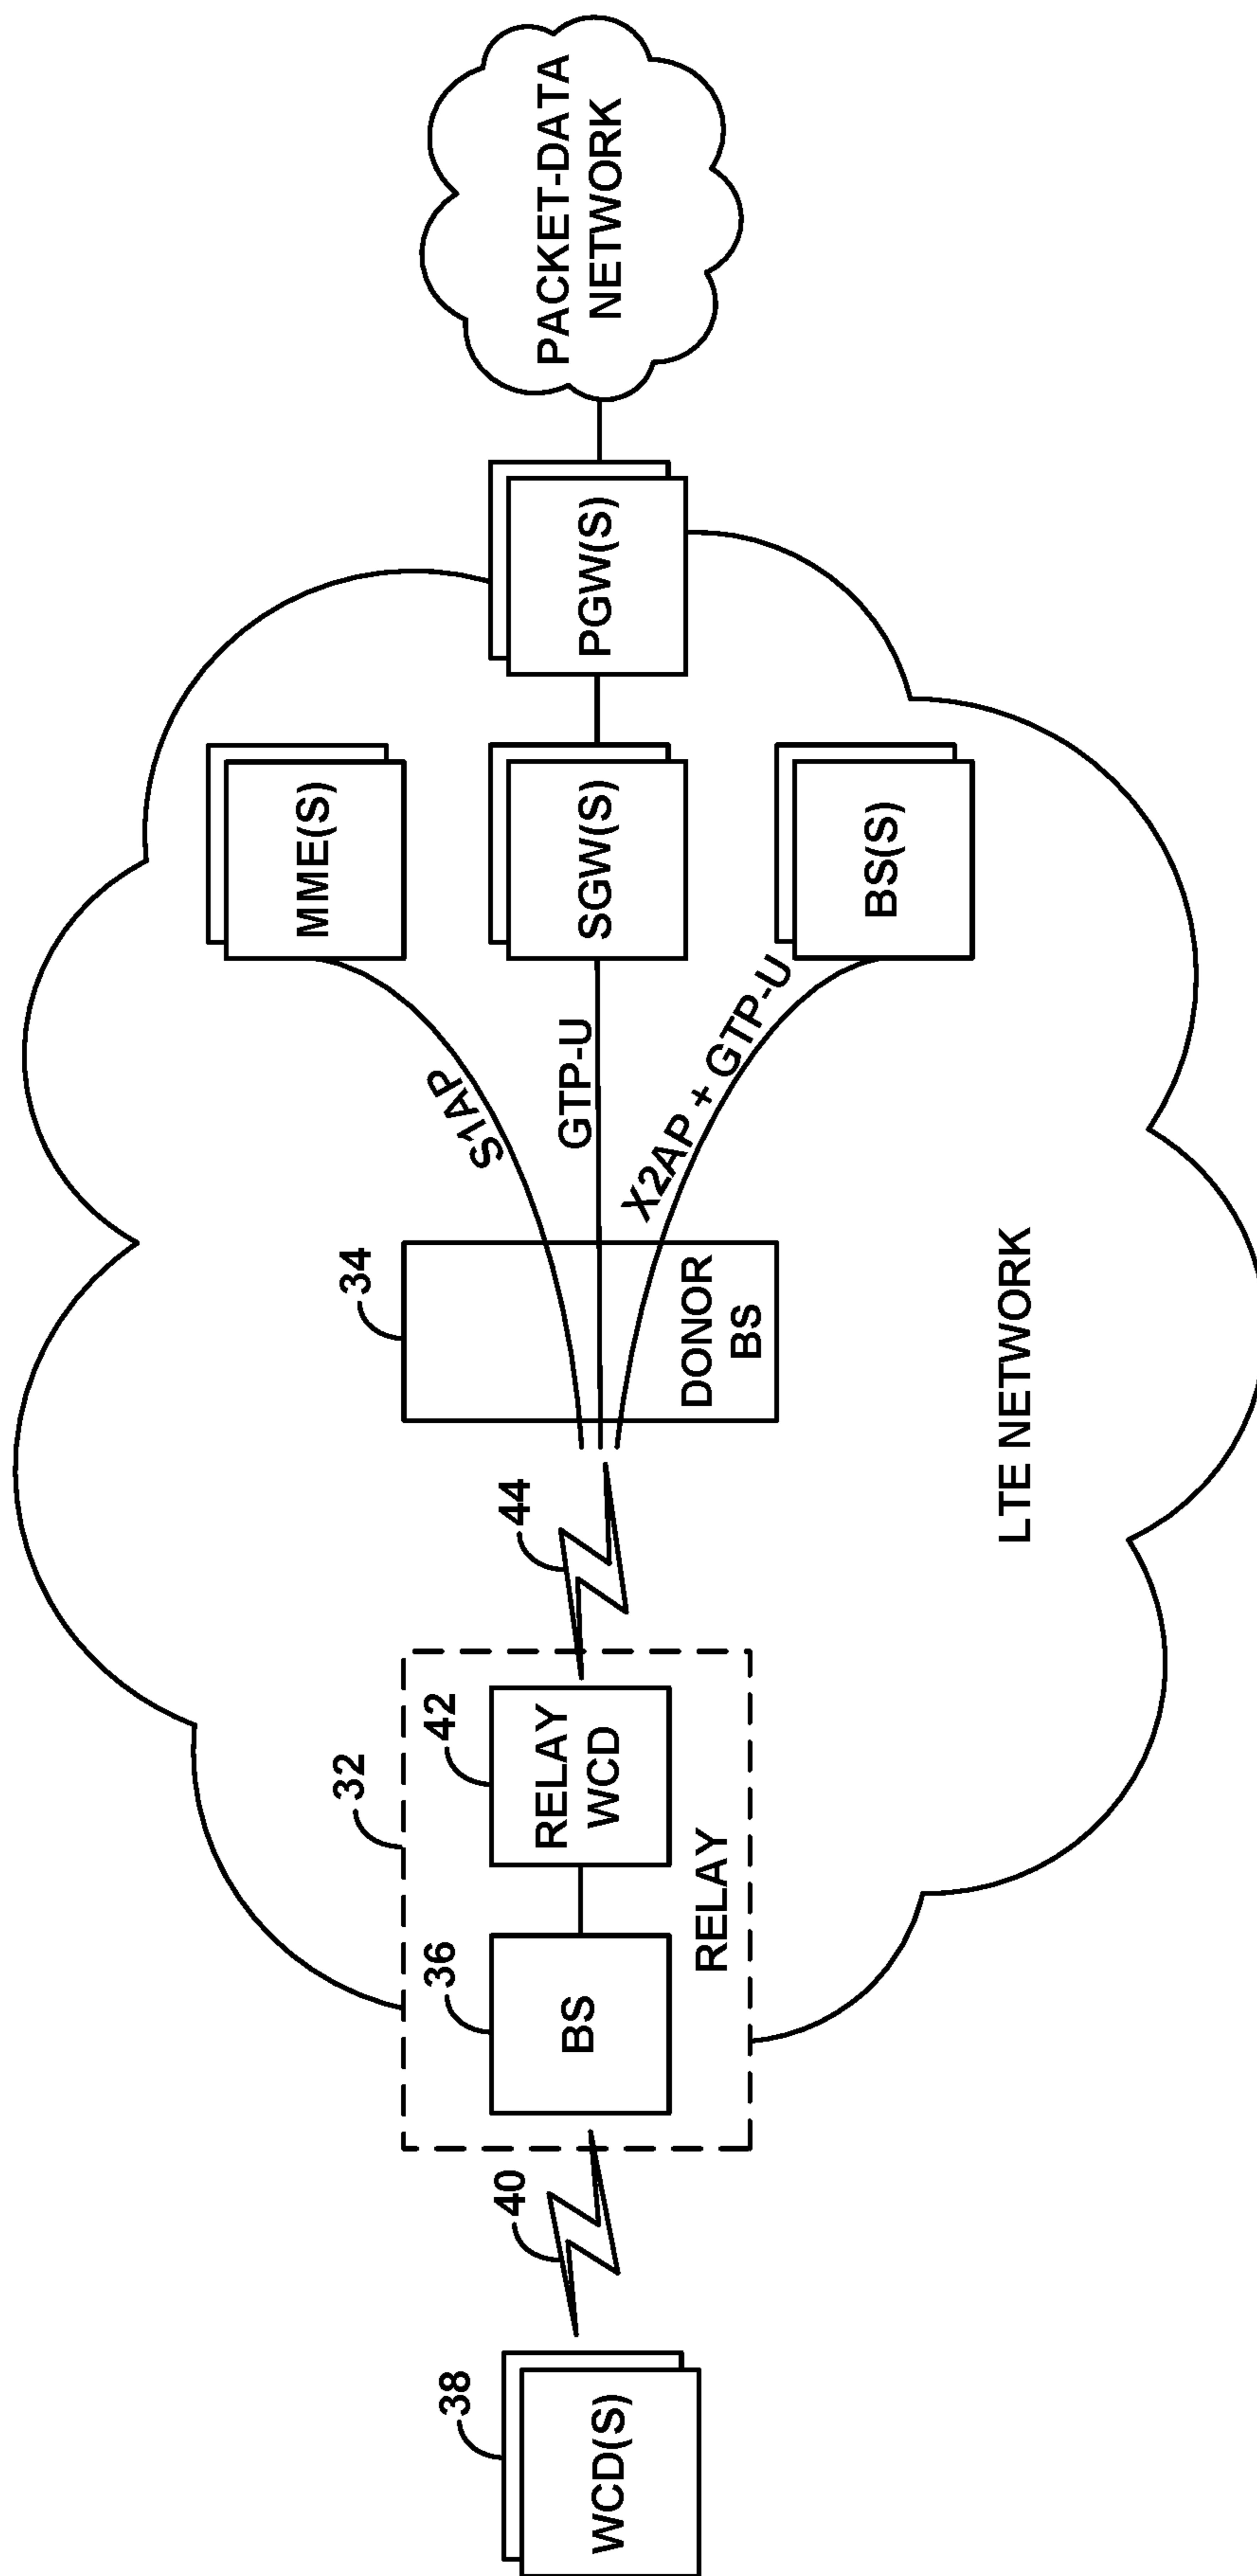 38
WCD(S)
40
32
36
BS
42
RELAY
WCD
RELAY
44
34
DONOR
BS
S1AP
GTP-U
X2AP + GTP-U
MME(S)
SGW(S)
BS(S)
PGW(S)
LTE NETWORK
PACKET-DATA
NETWORK